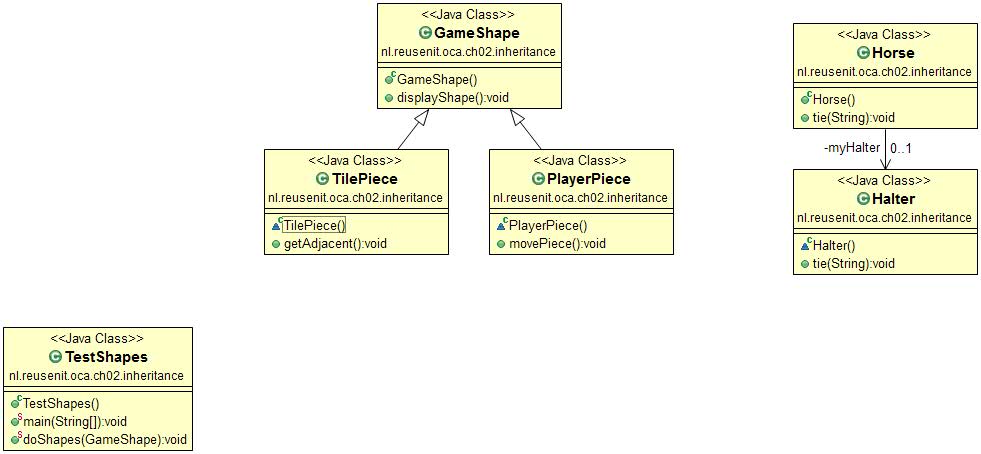 <<Java Class>>
GameShape
nl.reusenit.oca.ch02.inheritance
GameShape()
displayShape():void
<<Java Class>>
Horse
nl.reusenit.oca.ch02.inheritance
Horse()
tie(String):void
-myHalter 0..1
<<Java Class>>
TilePiece
nl.reusenit.oca.ch02.inheritance
TilePiece()
getAdjacent():void
<<Java Class>>
PlayerPiece
nl.reusenit.oca.ch02.inheritance
PlayerPiece()
movePiece():void
<<Java Class>>
Halter
nl.reusenit.oca.ch02.inheritance
Halter()
tie(String):void
<<Java Class>>
TestShapes
nl.reusenit.oca.ch02.inheritance
TestShapes()
main(String[]):void
doShapes(GameShape):void